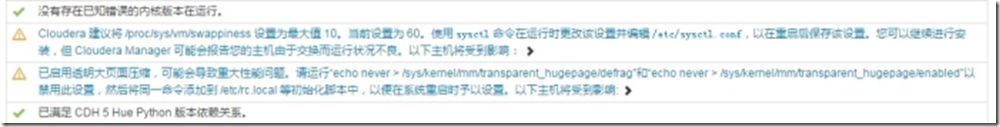 没有存在已知错误的内核版本在运行。
Cloudera 建议将 /proc/sys/vm/swappiness 设置为最大值 10。当前设置为 60。使用 sysctl 命令在运行时更改该设置并编辑 /etc/sysctl.conf，以在重启后保存该设置。您可以继续进行安
装，但 Cloudera Manager 可能会报告您的主机由于交换而运行状况不良。以下主机将受到影响：
已启用透明大页面压缩，可能会导致重大性能问题。请运行"echo never > /sys/kernel/mm/transparent_hugepage/defrag"和"echo never > /sys/kernel/mm/transparent_hugepage/enabled"以
禁用此设置，然后将同一命令添加到 /etc/rc.local 等初始化脚本中，以便在系统重启时予以设置。以下主机将受到影响:
已满足 CDH 5 Hue Python 版本依赖关系。